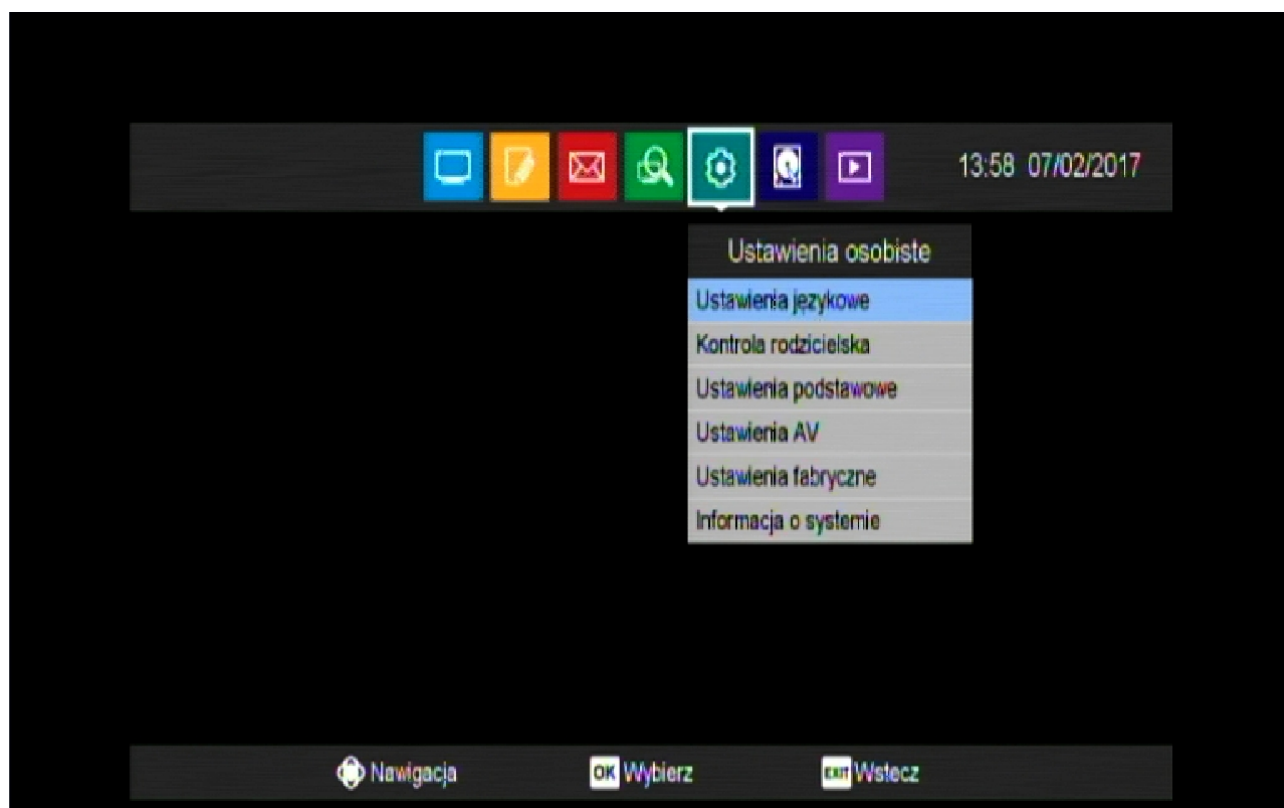 13:58 07/02/2017
Ustawienia osobiste
Ustawienia językowe
Kontrola rodzicielska
Ustawienia podstawowe
Ustawienia AV
Ustawienia fabryczne
Informacja o systemie
Nawigacja OK Wybierz EXIT Wstecz